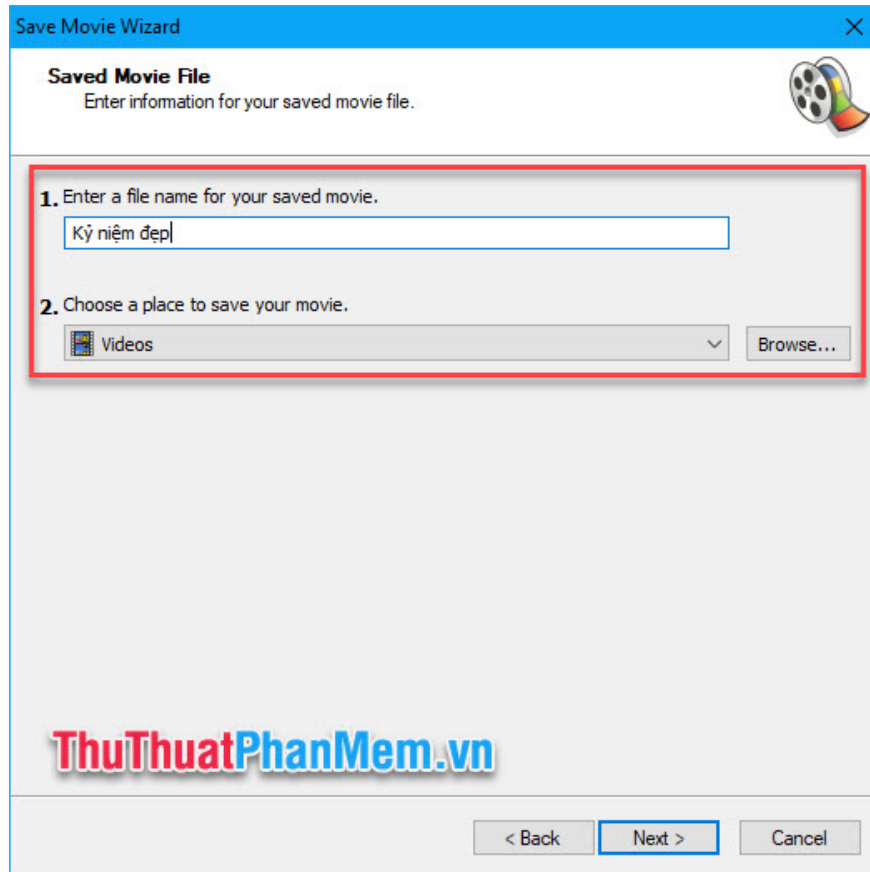 Save Movie Wizard
Saved Movie File
Enter information for your saved movie file.
1. Enter a file name for your saved movie.
Kỷ niệm đẹp
2. Choose a place to save your movie.
Videos
Browse...
ThuThuatPhanMem.vn
< Back
Next >
Cancel